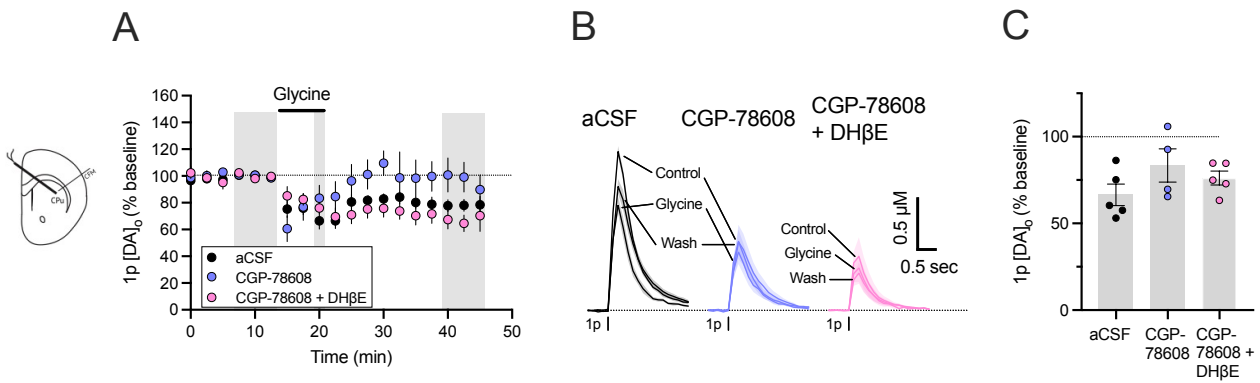 A
B
C
CFM
CPu
1p [DA]o (% baseline)
160
140
120
100
80
60
40
20
0
Glycine
aCSF
CGP-78608
CGP-78608 + DHβE
0
10
20
30
40
50
Time (min)
aCSF
CGP-78608
CGP-78608
+ DHβE
Control
Glycine
Wash
Control
Glycine
Wash
0.5 µM
0.5 sec
1p
1p
1p
1p [DA]o (% baseline)
100
50
0
aCSF
CGP-
78608
CGP-
78608 +
DHβE